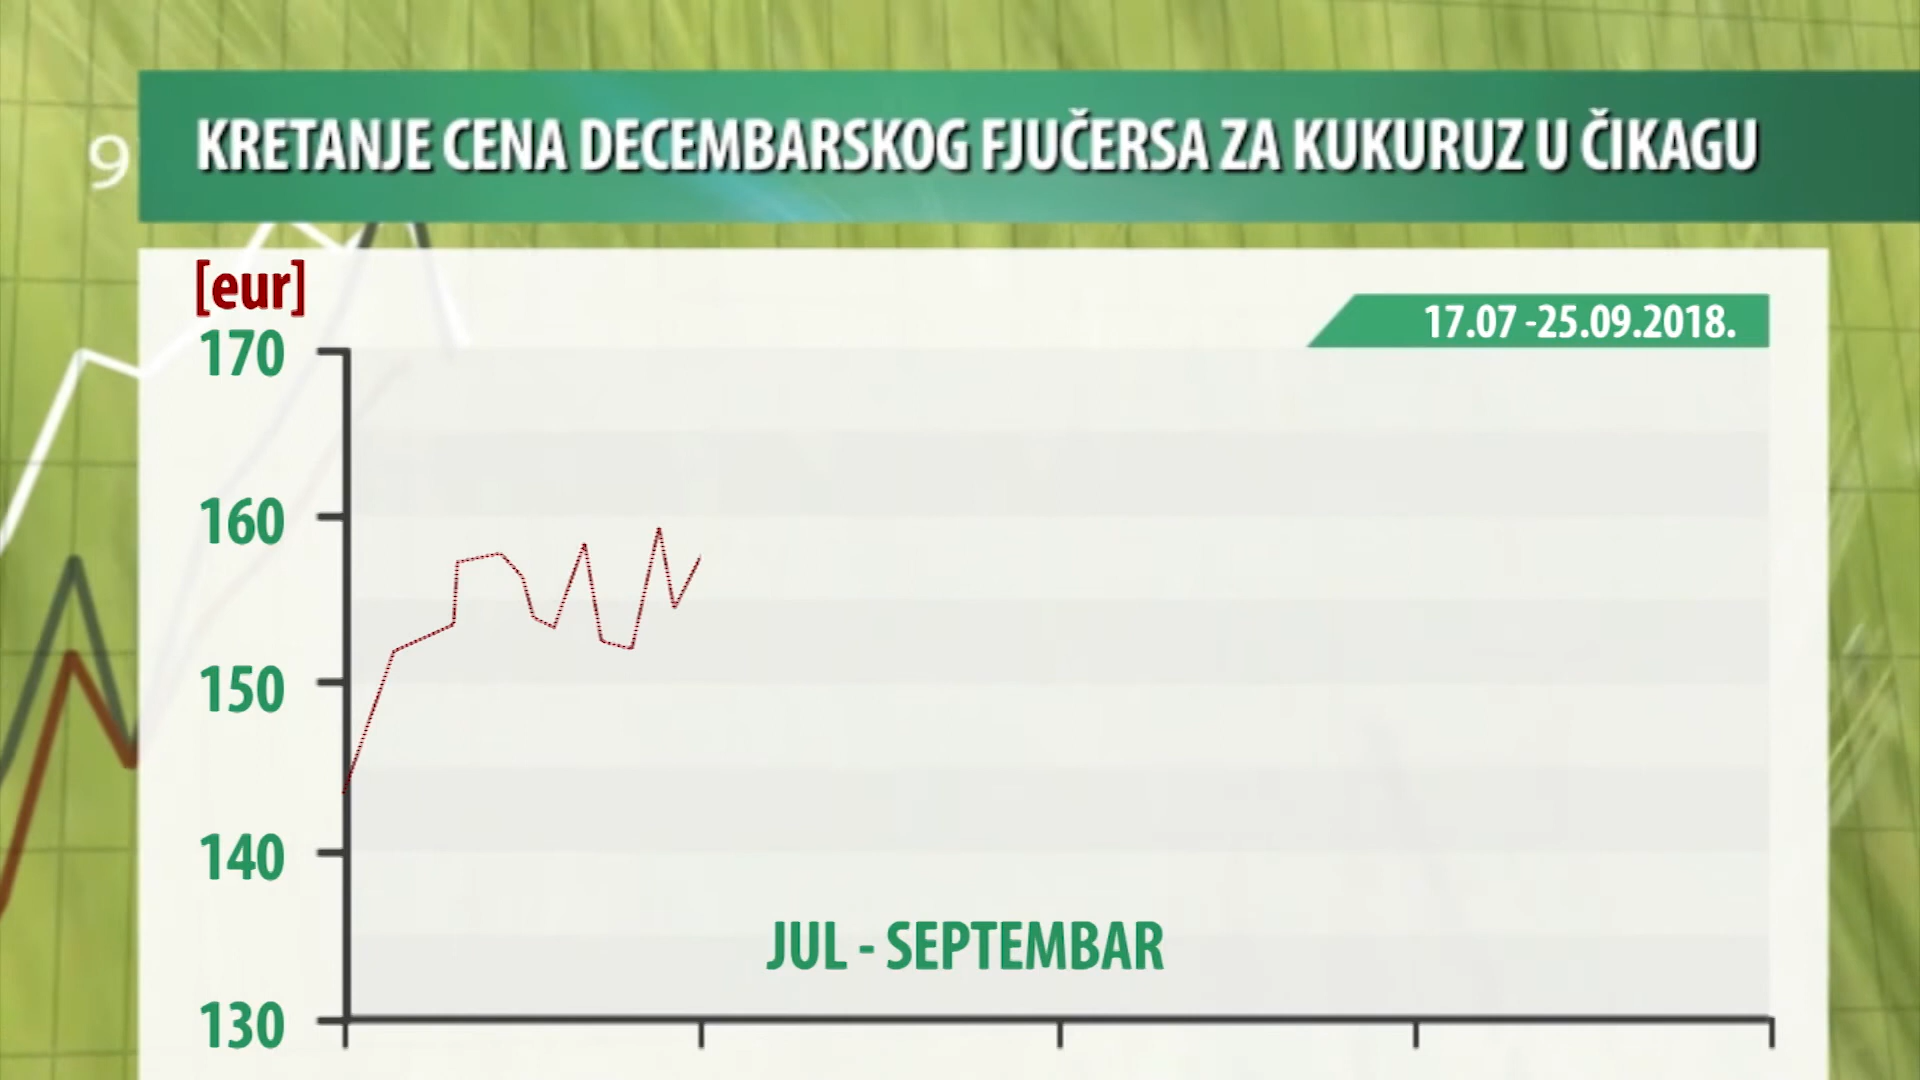 9
KRETANJE CENA DECEMBARSKOG FJUČERSA ZA KUKURUZ U ČIKAGU
[eur]
17.07 -25.09.2018.
170
160
150
140
130
JUL - SEPTEMBAR